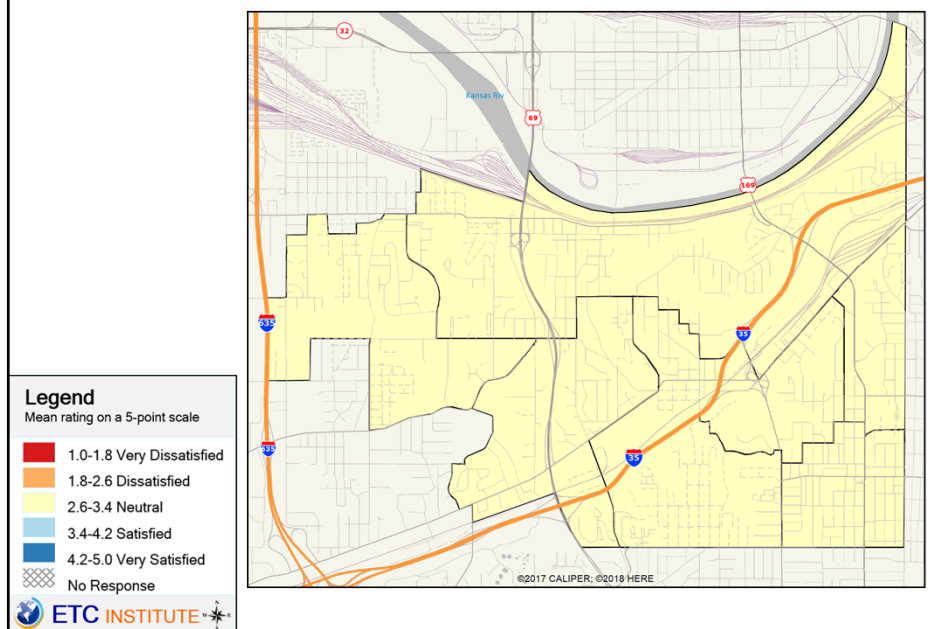 32
Kansas Riv
69
169
635
35
635
35
Legend
Mean rating on a 5-point scale
1.0-1.8 Very Dissatisfied
1.8-2.6 Dissatisfied
2.6-3.4 Neutral
3.4-4.2 Satisfied
4.2-5.0 Very Satisfied
No Response
©2017 CALIPER; ©2018 HERE
ETC INSTITUTE
W E